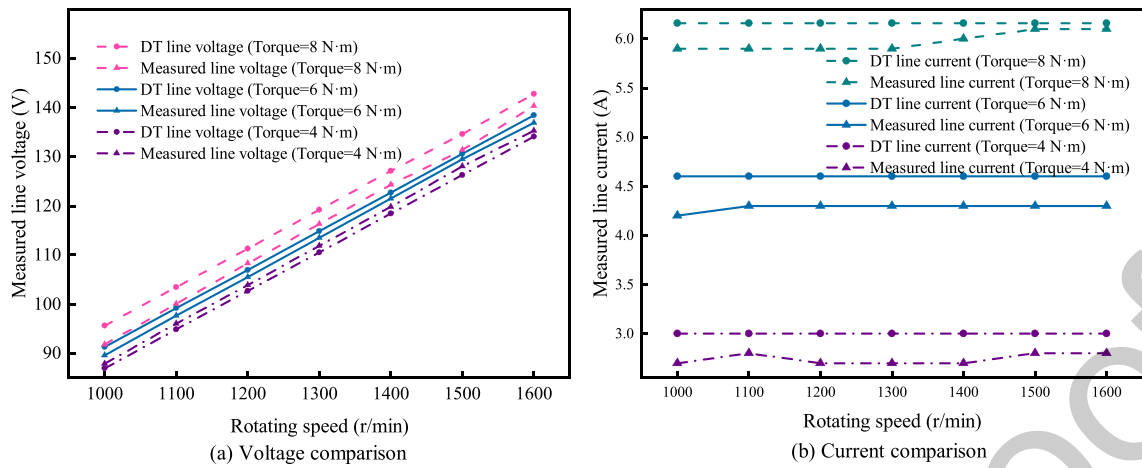 150
140
130
120
110
100
90
Measured line voltage (V)
DT line voltage (Torque=8 N·m)
Measured line voltage (Torque=8 N·m)
DT line voltage (Torque=6 N·m)
Measured line voltage (Torque=6 N·m)
DT line voltage (Torque=4 N·m)
Measured line voltage (Torque=4 N·m)
1000 1100 1200 1300 1400 1500 1600
Rotating speed (r/min)
(a) Voltage comparison
6.0
5.5
5.0
4.5
4.0
3.0
Measured line current (A)
DT line current (Torque=8 N·m)
Measured line current (Torque=8 N·m)
DT line current (Torque=6 N·m)
Measured line current (Torque=6 N·m)
DT line current (Torque=4 N·m)
Measured line current (Torque=4 N·m)
1000 1100 1200 1300 1400 1500 1600
Rotating speed (r/min)
(b) Current comparison